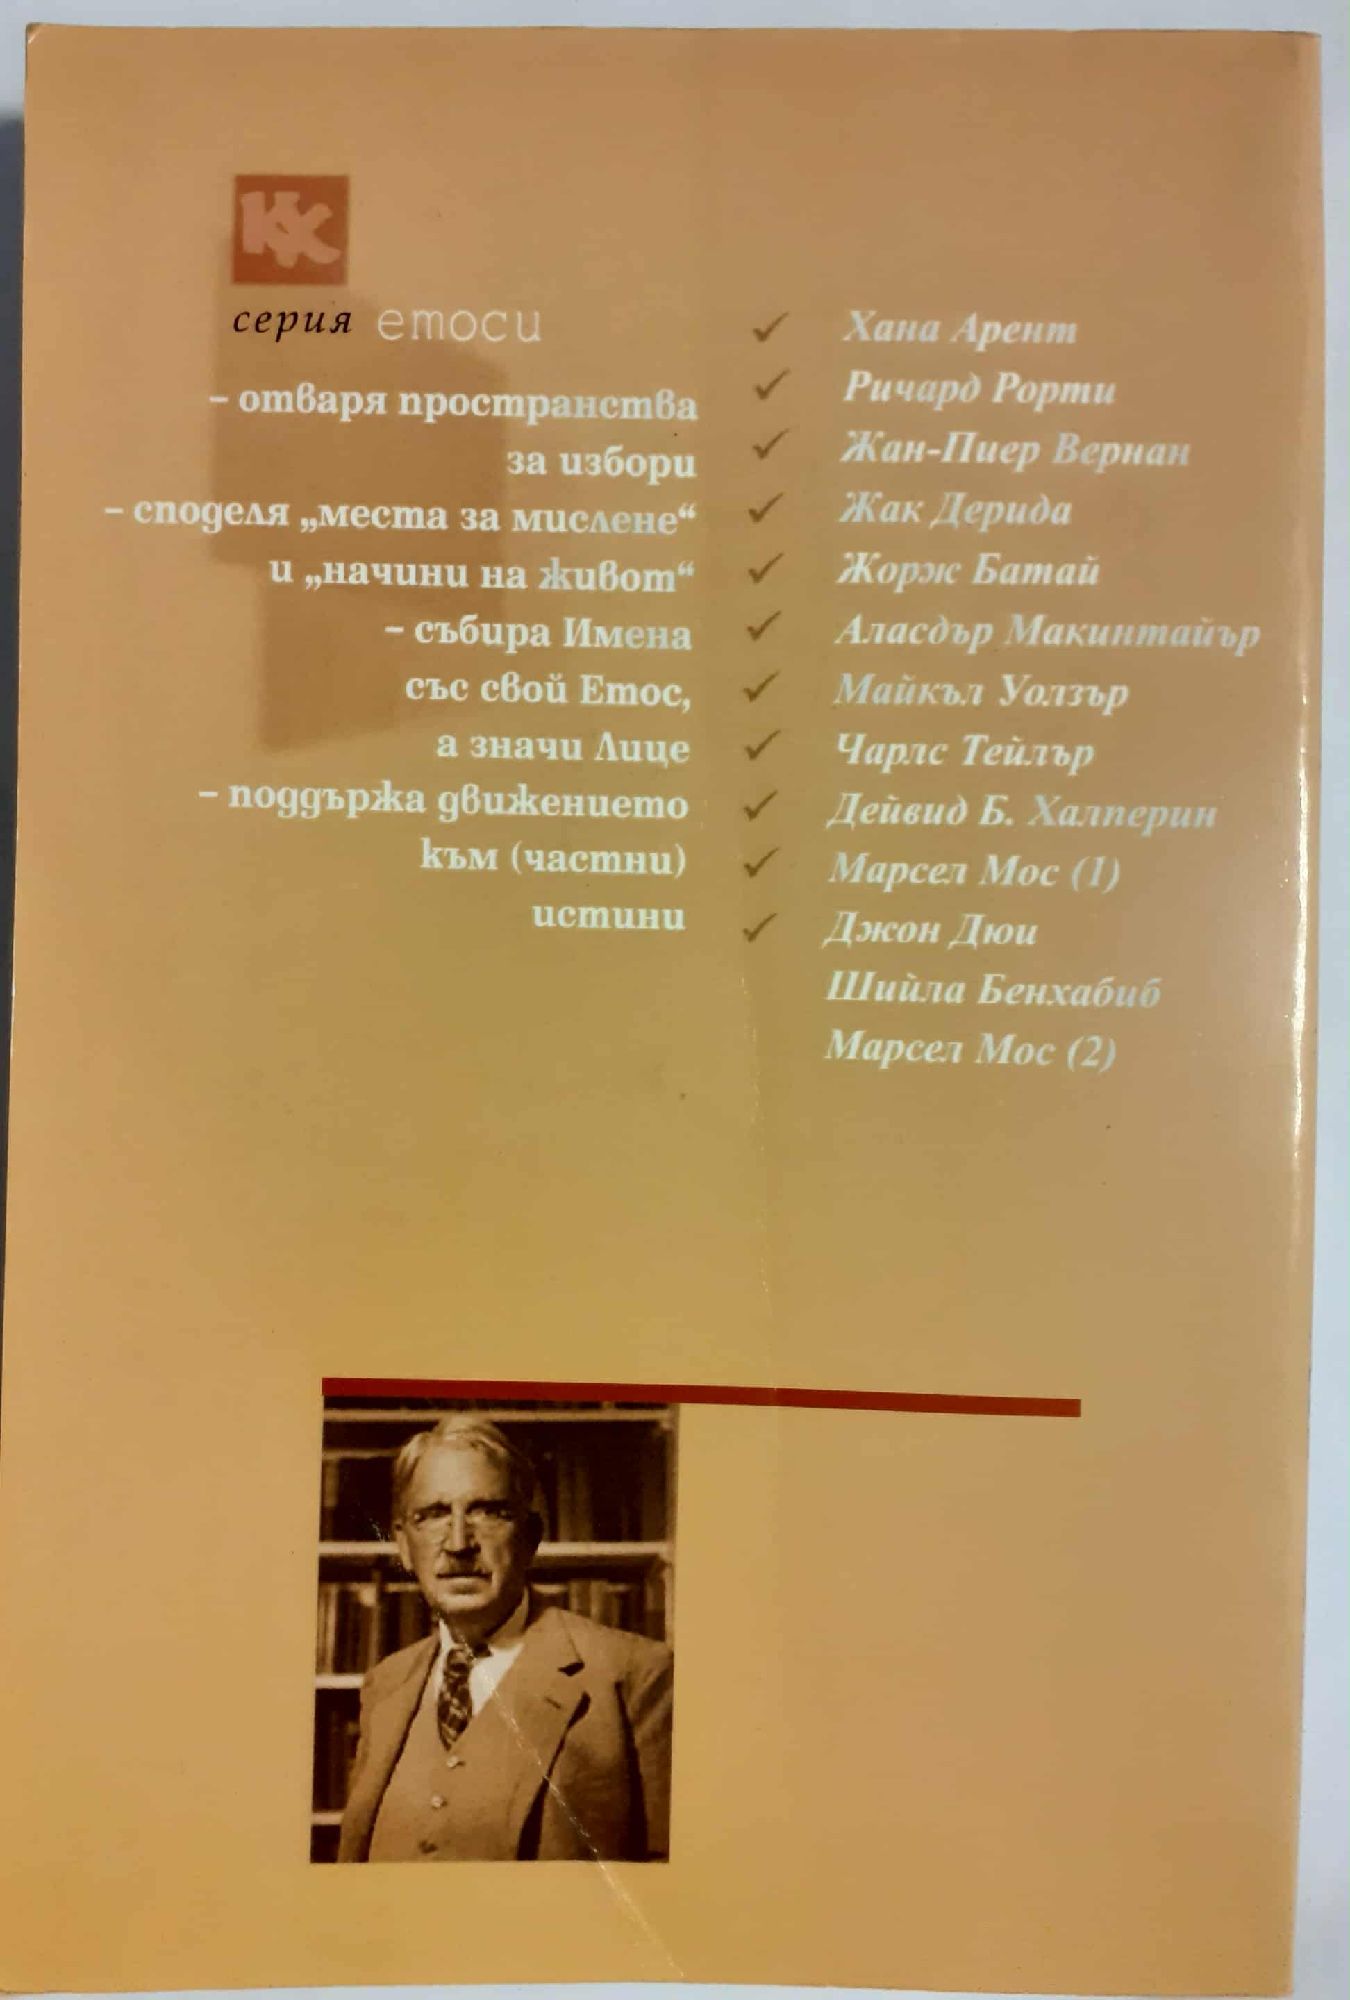 КХ
серия етоси
– отваря пространства
за избори
– споделя „места за мислене“
и „начини на живот“
– събира Имена
със свой Етос,
а значи Лице
– поддържа движението
към (частни)
истини
✓ Хана Арент
✓ Ричард Рорти
✓ Жан-Пиер Вернан
✓ Жак Дерида
✓ Жорж Батай
✓ Аласдър Макинтайър
✓ Майкъл Уолзър
✓ Чарлс Тейлър
✓ Дейвид Б. Халперин
✓ Марсел Мос (1)
✓ Джон Дюи
Шийла Бенхабиб
Марсел Мос (2)